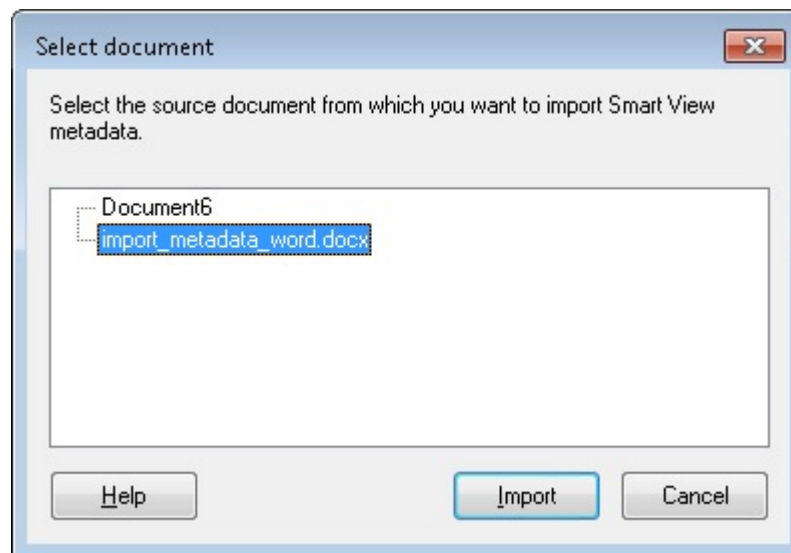 Select document
Select the source document from which you want to import Smart View
metadata.
Document6
import_metadata_word.docx
Help
Import
Cancel